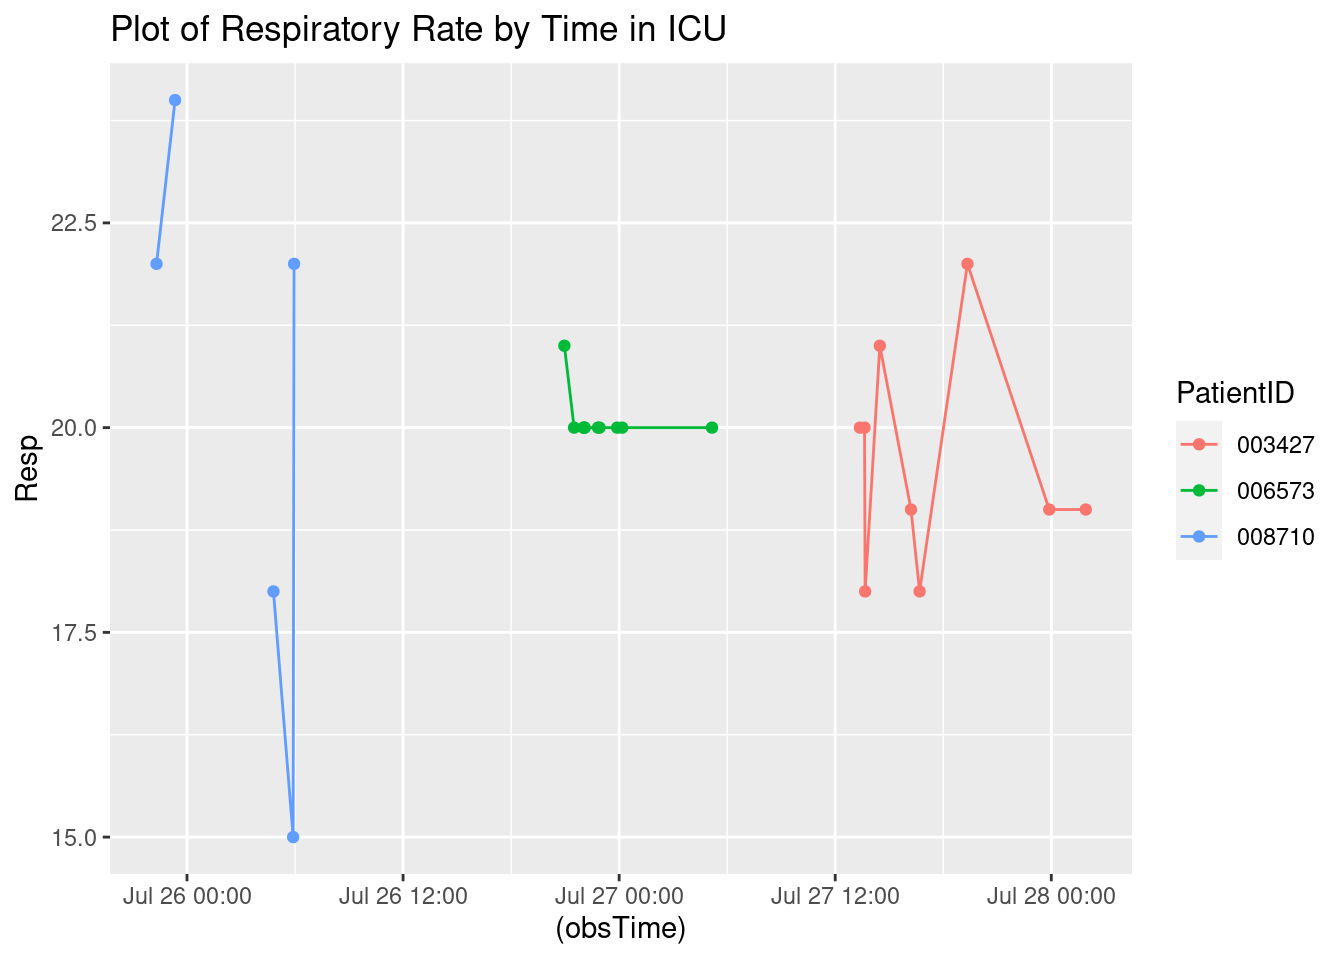 Plot of Respiratory Rate by Time in ICU
22.5
20.0
17.5
15.0
Resp
Jul 26 00:00
Jul 26 12:00
Jul 27 00:00
Jul 27 12:00
Jul 28 00:00
(obsTime)
PatientID
003427
006573
008710